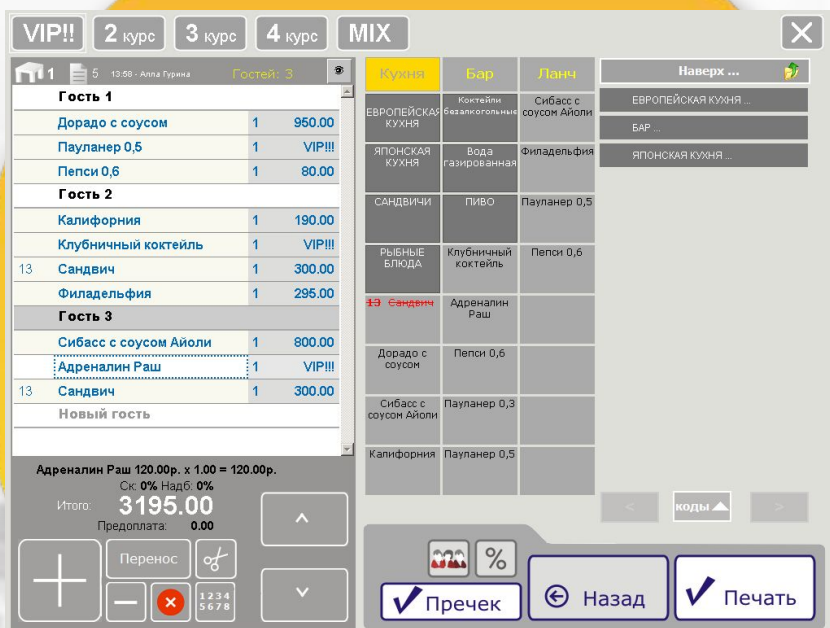 VIP!! 2 курс 3 курс 4 курс MIX
1 5 13:58 - Алла Гурина Гостей: 3
Гость 1
Дорадо с соусом 1 950.00
Пауланер 0,5 1 VIP!!!
Пепси 0,6 1 80.00
Гость 2
Калифорния 1 190.00
Клубничный коктейль 1 VIP!!!
13 Сандвич 1 300.00
Филадельфия 1 295.00
Гость 3
Сибасс с соусом Айоли 1 800.00
Адреналин Раш 1 VIP!!!
13 Сандвич 1 300.00
Новый гость
Адреналин Раш 120.00р. x 1.00 = 120.00р.
Ск: 0% Надб: 0%
Итого: 3195.00
Предоплата: 0.00
Перенос
1234
5678
Кухня Бар Ланч
ЕВРОПЕЙСКАЯ
КУХНЯ
Коктейли
безалкогольные
Сибасс с
соусом Айоли
ЯПОНСКАЯ
КУХНЯ
Вода
газированная
Филадельфия
САНДВИЧИ
ПИВО
Пауланер 0,5
РЫБНЫЕ
БЛЮДА
Клубничный
коктейль
Пепси 0,6
13 Сандвич
Адреналин
Раш
Дорадо с
соусом
Пепси 0,6
Сибасс с
соусом Айоли
Пауланер 0,3
Калифорния
Пауланер 0,5
Наверх ...
ЕВРОПЕЙСКАЯ КУХНЯ ...
БАР ...
ЯПОНСКАЯ КУХНЯ ...
< коды >
%
Пречек
Назад
Печать